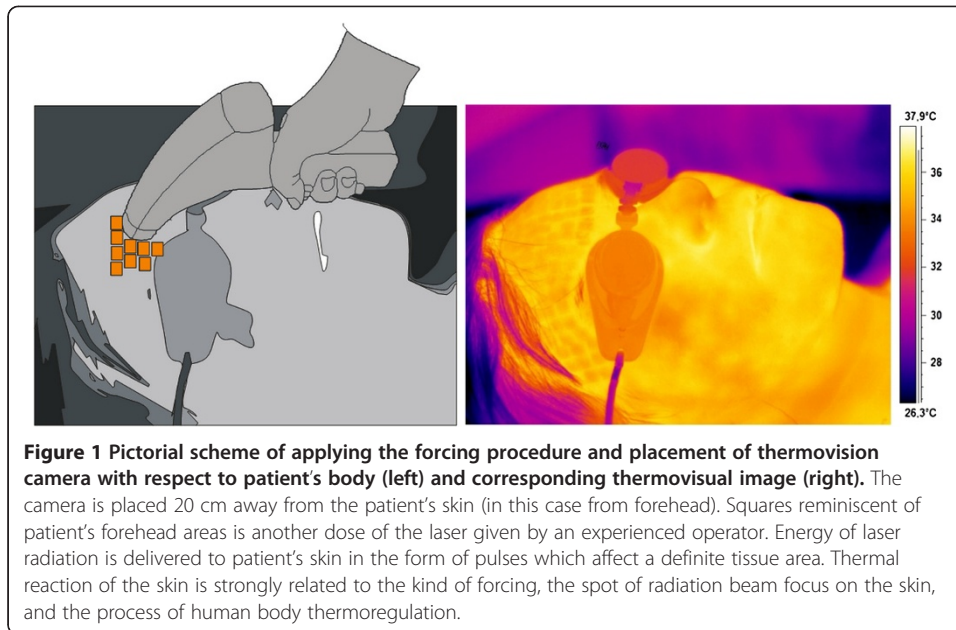 37,9°C
36
34
32
30
28
26,3°C
Figure 1 Pictorial scheme of applying the forcing procedure and placement of thermovision
camera with respect to patient's body (left) and corresponding thermovisual image (right). The
camera is placed 20 cm away from the patient's skin (in this case from forehead). Squares reminiscent of
patient's forehead areas is another dose of the laser given by an experienced operator. Energy of laser
radiation is delivered to patient's skin in the form of pulses which affect a definite tissue area. Thermal
reaction of the skin is strongly related to the kind of forcing, the spot of radiation beam focus on the skin,
and the process of human body thermoregulation.